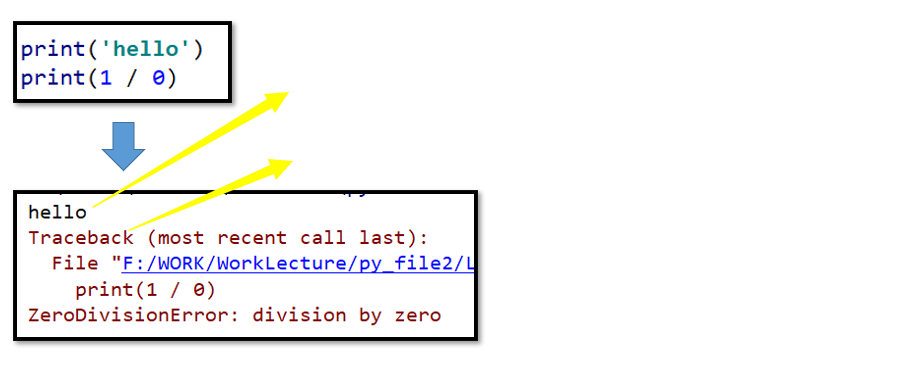 print('hello')
print(1 / 0)
hello
Traceback (most recent call last):
File "F:/WORK/WorkLecture/py_file2/L
print(1 / 0)
ZeroDivisionError: division by zero